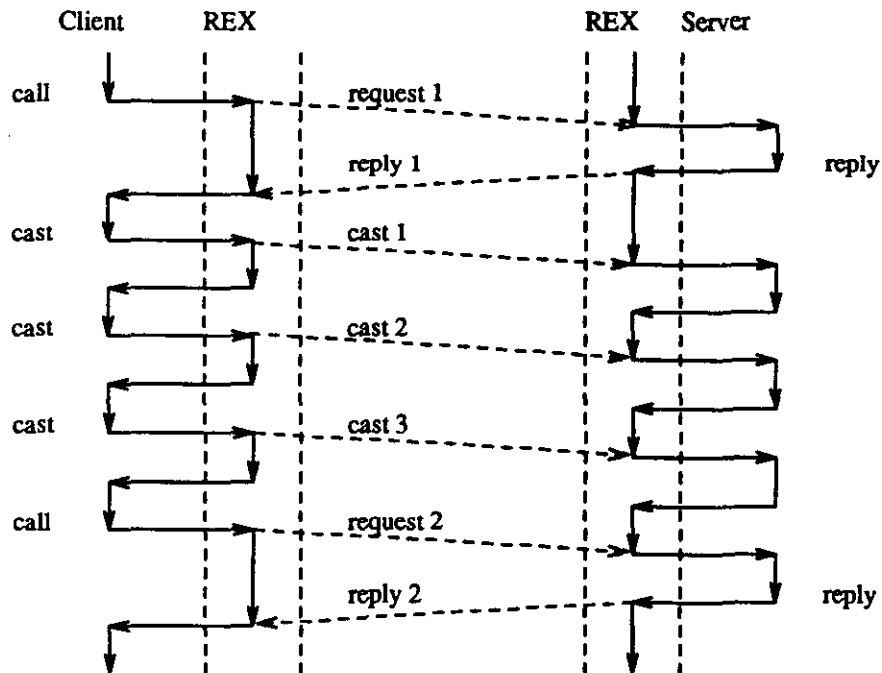 Client REX REX Server
call request 1
reply 1 reply
cast cast 1
cast cast 2
cast cast 3
call request 2
reply 2 reply